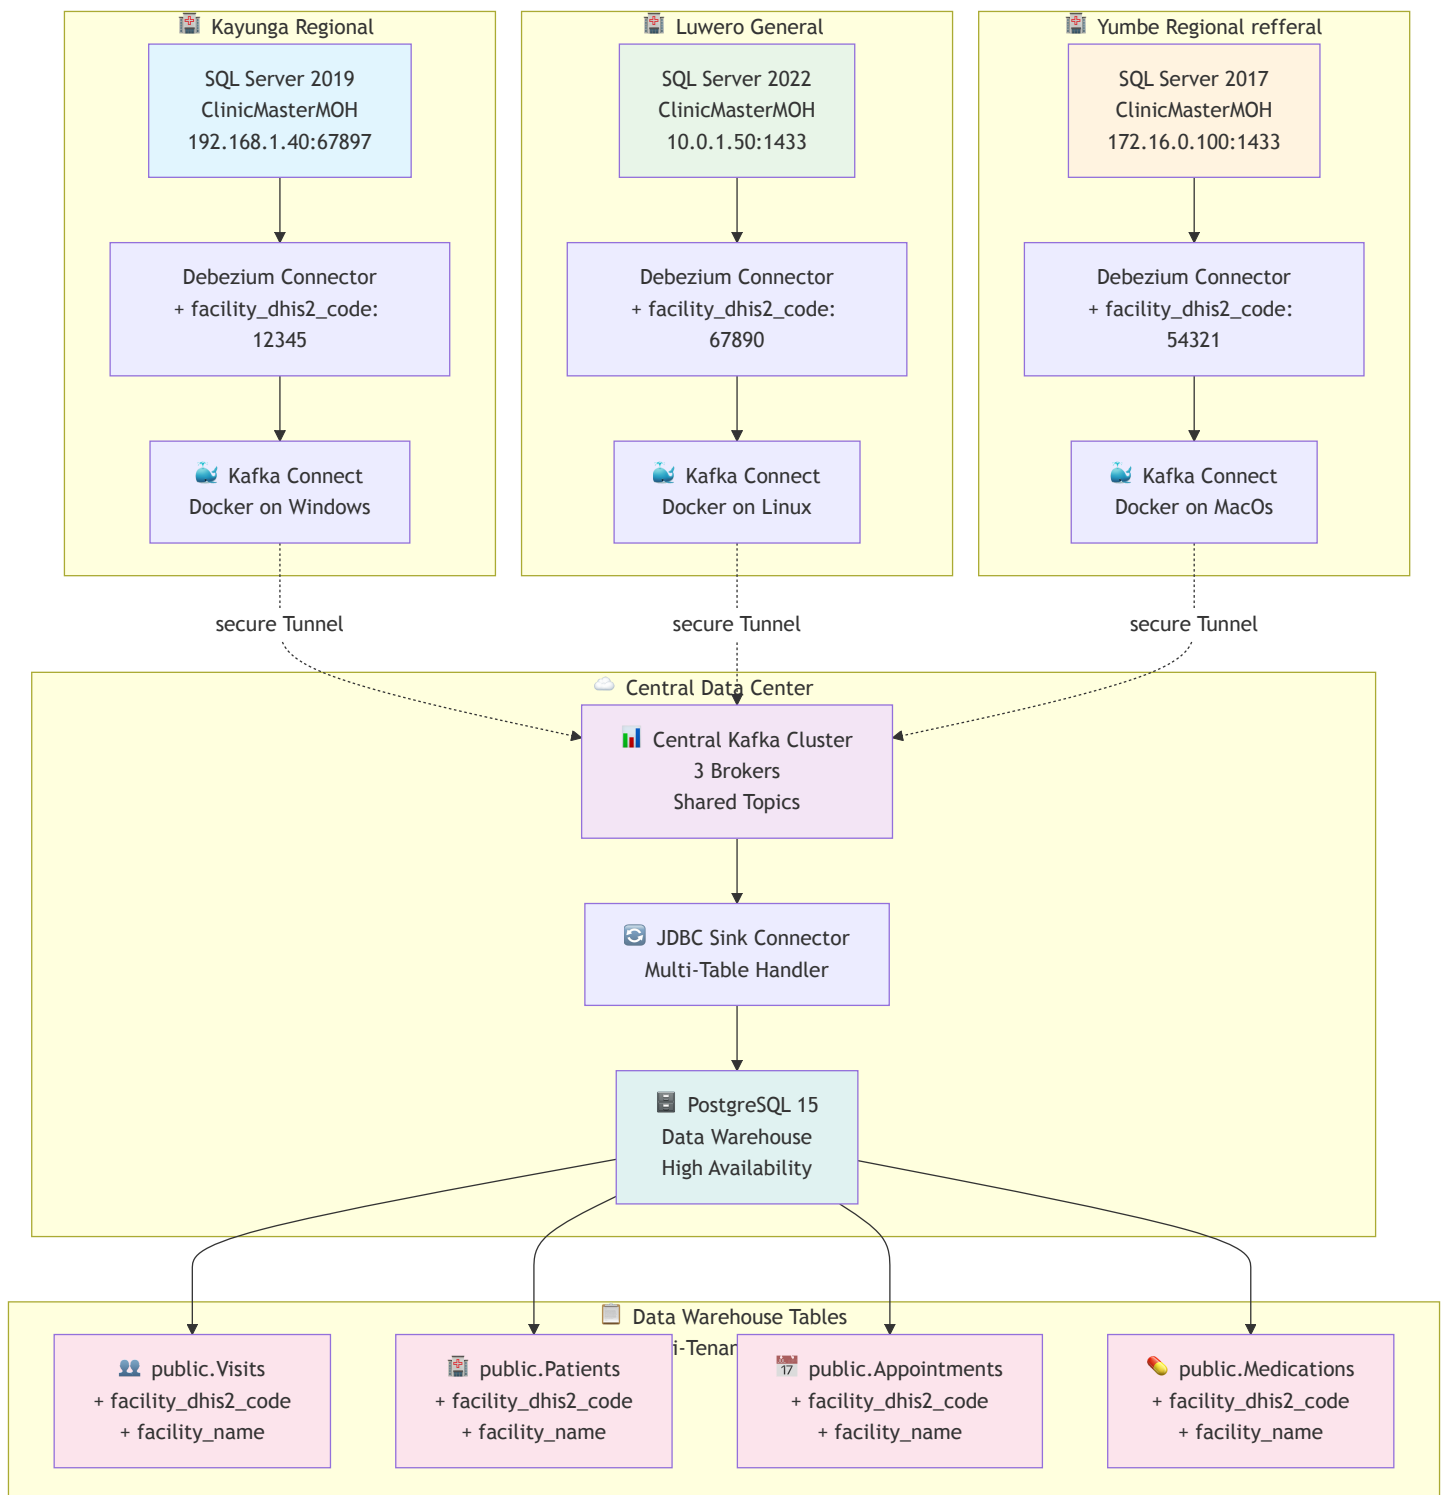 Kayunga Regional
SQL Server 2019
ClinicMasterMOH
192.168.1.40:67897
Debezium Connector
+ facility_dhis2_code:
12345
Kafka Connect
Docker on Windows
Luwero General
SQL Server 2022
ClinicMasterMOH
10.0.1.50:1433
Debezium Connector
+ facility_dhis2_code:
67890
Kafka Connect
Docker on Linux
Yumbe Regional refferal
SQL Server 2017
ClinicMasterMOH
172.16.0.100:1433
Debezium Connector
+ facility_dhis2_code:
54321
Kafka Connect
Docker on MacOs
secure Tunnel
secure Tunnel
secure Tunnel
Central Data Center
Central Kafka Cluster
3 Brokers
Shared Topics
JDBC Sink Connector
Multi-Table Handler
PostgreSQL 15
Data Warehouse
High Availability
Data Warehouse Tables
public.Visits
+ facility_dhis2_code
+ facility_name
public.Patients
+ facility_dhis2_code
+ facility_name
public.Appointments
+ facility_dhis2_code
+ facility_name
17
public.Medications
+ facility_dhis2_code
+ facility_name